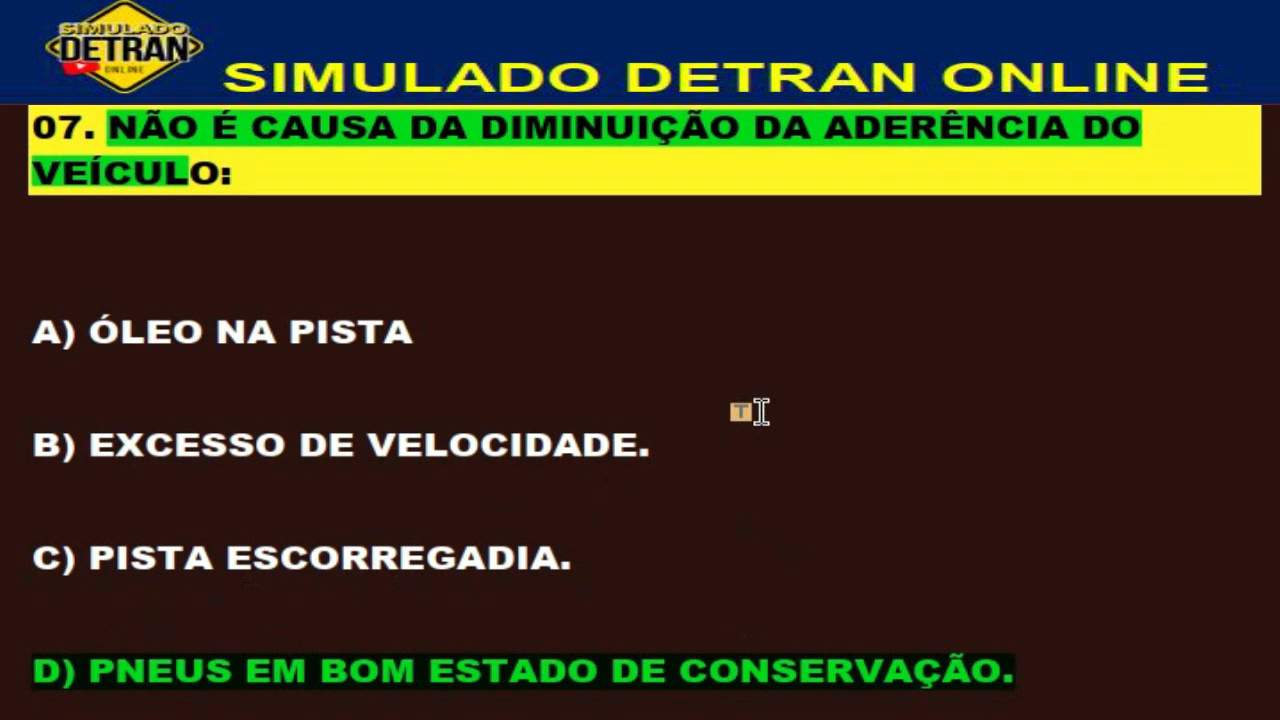 SIMULADO
DETRAN
ONLINE
SIMULADO DETRAN ONLINE
07. NÃO É CAUSA DA DIMINUIÇÃO DA ADERÊNCIA DO
VEÍCULO:
A) ÓLEO NA PISTA
T
B) EXCESSO DE VELOCIDADE.
C) PISTA ESCORREGADIA.
D) PNEUS EM BOM ESTADO DE CONSERVAÇÃO.